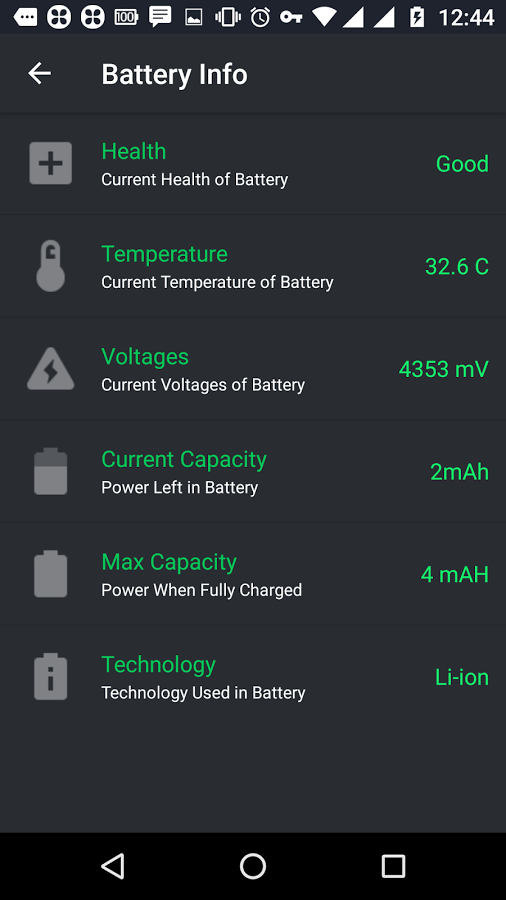 100 12:44
Battery Info
Health
Current Health of Battery
Good
Temperature
Current Temperature of Battery
32.6 C
Voltages
Current Voltages of Battery
4353 mV
Current Capacity
Power Left in Battery
2mAh
Max Capacity
Power When Fully Charged
4 mAH
Technology
Technology Used in Battery
Li-ion